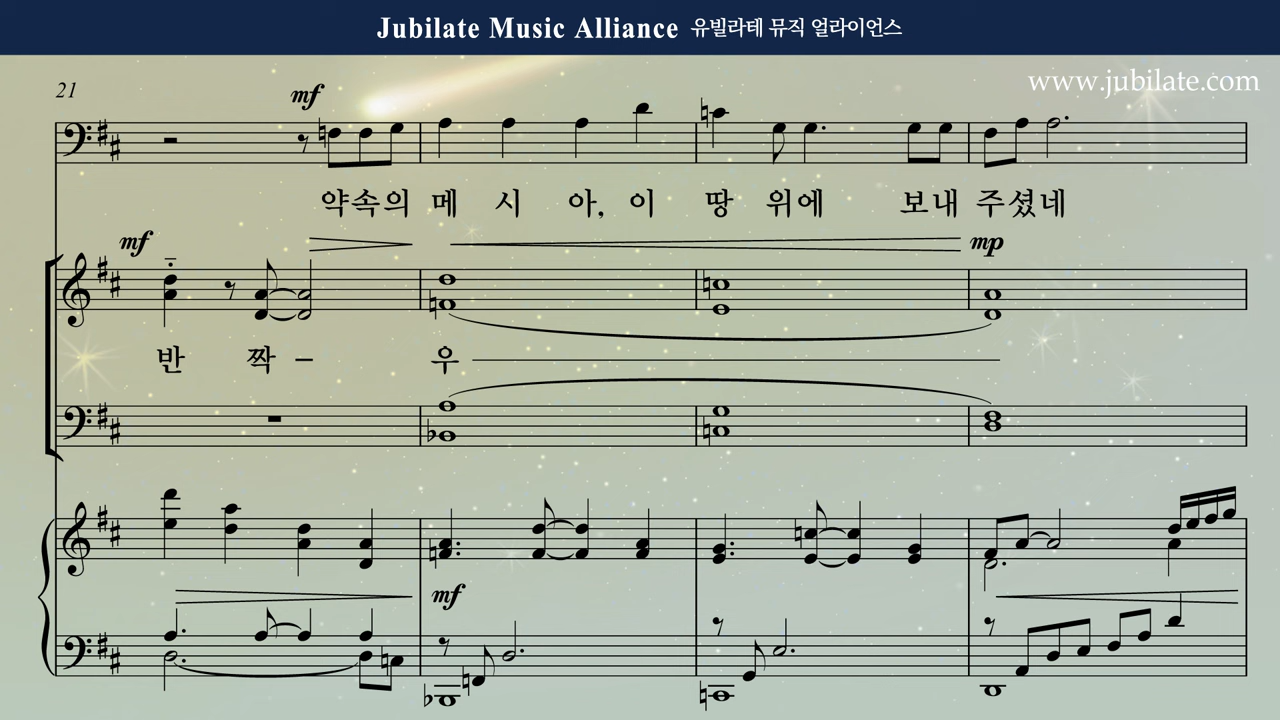 Jubilate Music Alliance 유빌라테 뮤직 얼라이언스
www.jubilate.com
21
mf
약속의 메 시 아, 이 땅 위에 보내 주셨네
mf mp
반 짝 – 우
mf